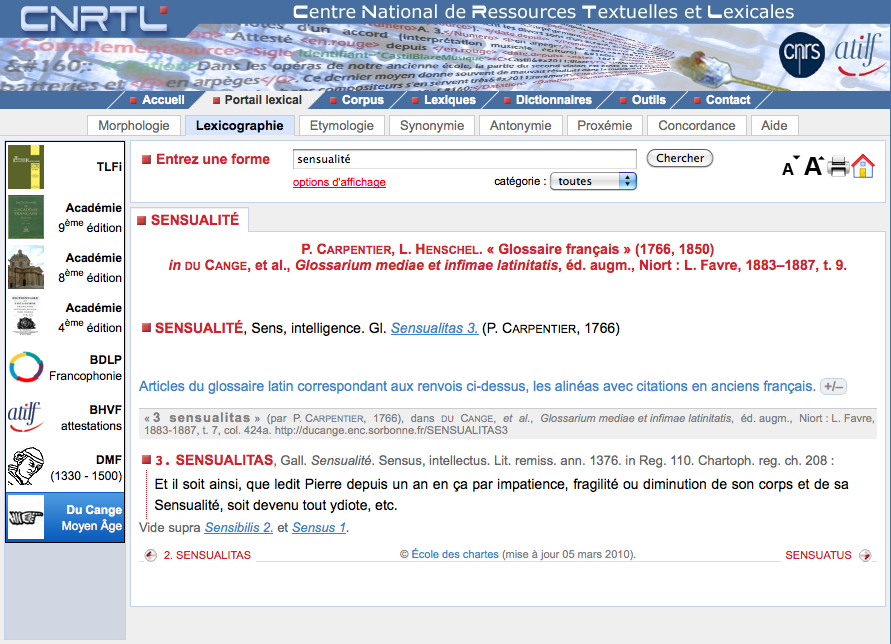 CNRTL
Centre National de Ressources Textuelles et Lexicales
cnrs
atilf
Accueil
Portail lexical
Corpus
Lexiques
Dictionnaires
Outils
Contact
Morphologie
Lexicographie
Etymologie
Synonymie
Antonymie
Proxémie
Concordance
Aide
TLFi
Académie
9ème édition
Académie
8ème édition
Académie
4ème édition
BDLP
Francophonie
atilf
BHVF
attestations
DMF
(1330 - 1500)
Du Cange
Moyen Âge
Entrez une forme
sensualité
Chercher
options d'affichage
catégorie :
toutes
A
A
SENSUALITÉ
P. CARPENTIER, L. HENSCHEL. « Glossaire français » (1766, 1850)
in DU CANGE, et al., Glossarium mediae et infimae latinitatis, éd. augm., Niort : L. Favre, 1883–1887, t. 9.
SENSUALITÉ, Sens, intelligence. Gl. Sensualitas 3. (P. CARPENTIER, 1766)
Articles du glossaire latin correspondant aux renvois ci-dessus, les alinéas avec citations en anciens français. +/–
« 3 sensualitas » (par P. CARPENTIER, 1766), dans DU CANGE, et al., Glossarium mediae et infimae latinitatis, éd. augm., Niort : L. Favre,
1883-1887, t. 7, col. 424a. http://ducange.enc.sorbonne.fr/SENSUALITAS3
3. SENSUALITAS, Gall. Sensualité. Sensus, intellectus. Lit. remiss. ann. 1376. in Reg. 110. Chartoph. reg. ch. 208 :
Et il soit ainsi, que ledit Pierre depuis un an en ça par impatience, fragilité ou diminution de son corps et de sa
Sensualité, soit devenu tout ydiote, etc.
Vide supra Sensibilis 2. et Sensus 1.
2. SENSUALITAS
© École des chartes (mise à jour 05 mars 2010).
SENSUATUS